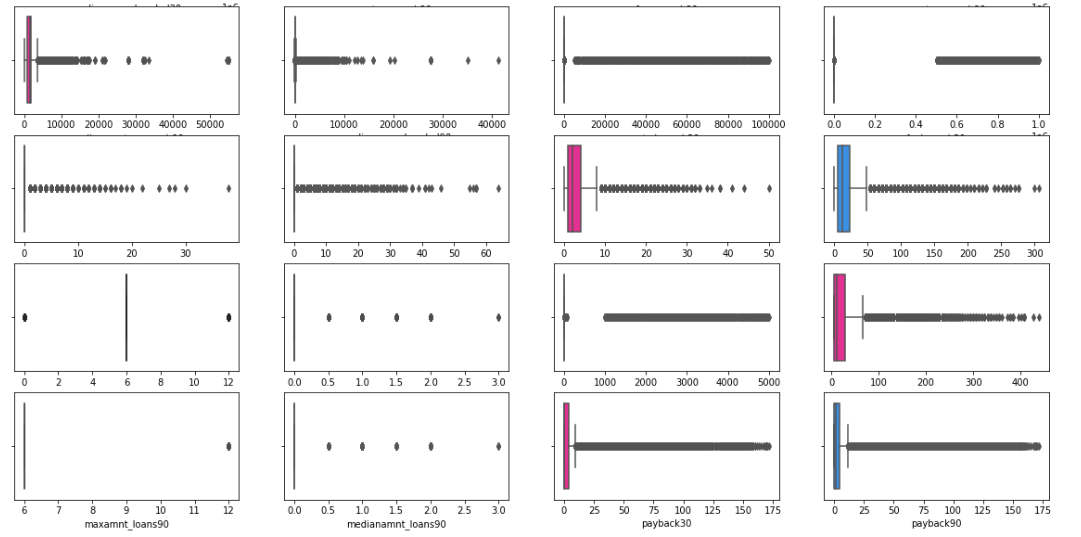 0 10000 20000 30000 40000 50000
0 10000 20000 30000 40000
0 20000 40000 60000 80000 100000
0.0 0.2 0.4 0.6 0.8 1.0
0 10 20 30
0 10 20 30 40 50 60
0 10 20 30 40 50
0 50 100 150 200 250 300
0 2 4 6 8 10 12
0.0 0.5 1.0 1.5 2.0 2.5 3.0
0 1000 2000 3000 4000 5000
0 100 200 300 400
6 7 8 9 10 11 12
maxamnt_loans90
0.0 0.5 1.0 1.5 2.0 2.5 3.0
medianamnt_loans90
0 25 50 75 100 125 150 175
payback30
0 25 50 75 100 125 150 175
payback90